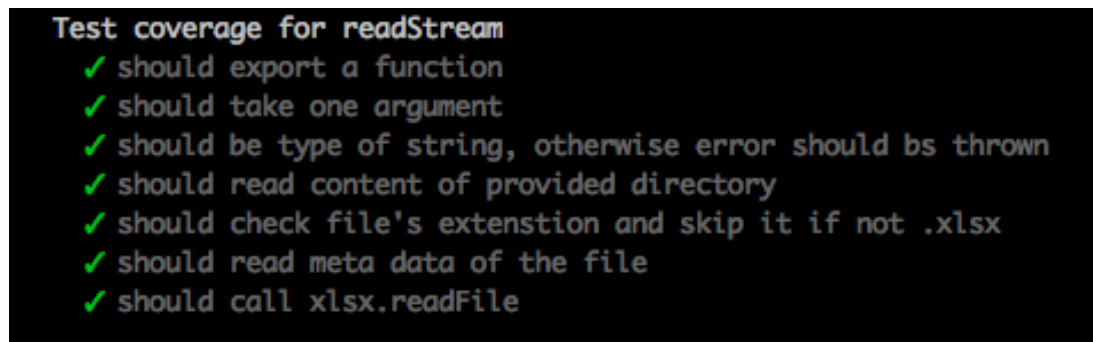 Test coverage for readStream
✓ should export a function
✓ should take one argument
✓ should be type of string, otherwise error should bs thrown
✓ should read content of provided directory
✓ should check file's extenstion and skip it if not .xlsx
✓ should read meta data of the file
✓ should call xlsx.readFile